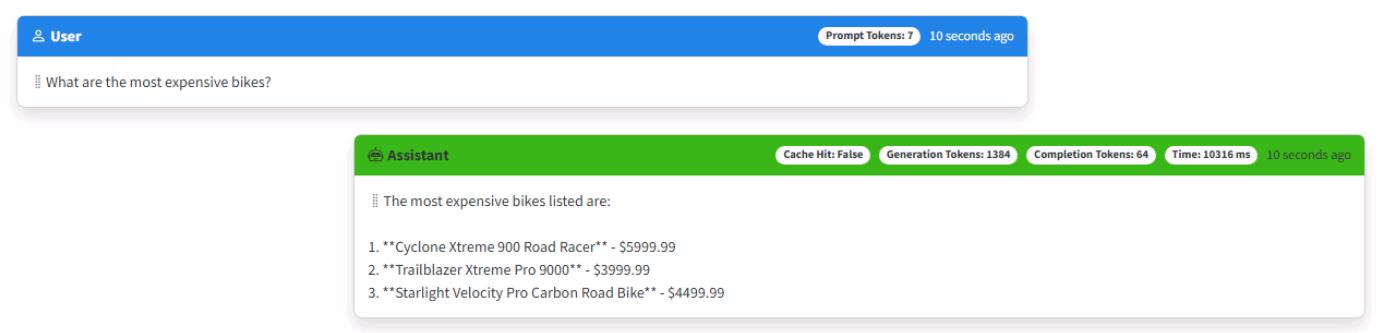 User Prompt Tokens: 7 10 seconds ago
What are the most expensive bikes?
Assistant Cache Hit: False Generation Tokens: 1384 Completion Tokens: 64 Time: 10316 ms 10 seconds ago
The most expensive bikes listed are:
1. **Cyclone Xtreme 900 Road Racer** - $5999.99
2. **Trailblazer Xtreme Pro 9000** - $3999.99
3. **Starlight Velocity Pro Carbon Road Bike** - $4499.99